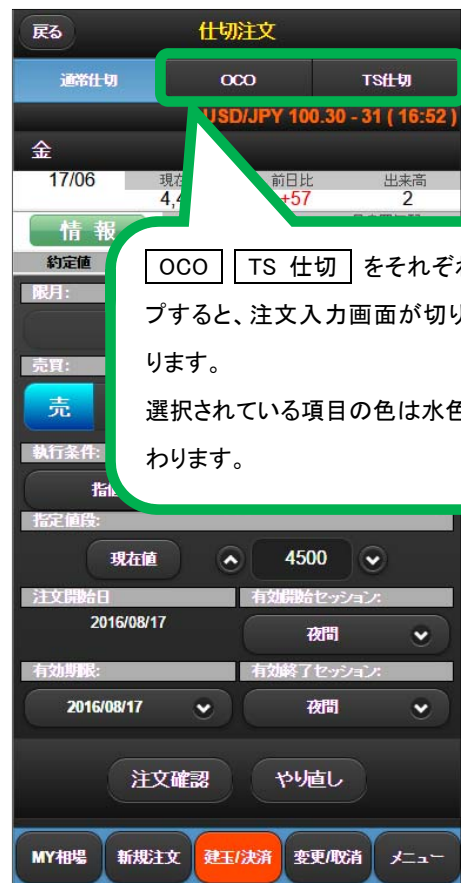 戻る 仕切注文
通常仕切 OCO TS仕切
USD/JPY 100.30 - 31 ( 16:52 )
金
17/06 現在 前日比 出来高
4,4 +57 2
情 報
約定値
OCO TS 仕切 をそれぞれ
プすると、注文入力画面が切り
ります。
選択されている項目の色は水色
わります。
限月:
売買:
売
執行条件:
指値
指定値段:
現在値 4500
注文開始日 有効開始セッション:
2016/08/17 夜間
有効期限: 有効終了セッション:
2016/08/17 夜間
注文確認 やり直し
MY相場 新規注文 建玉/決済 変更/取消 メニュー